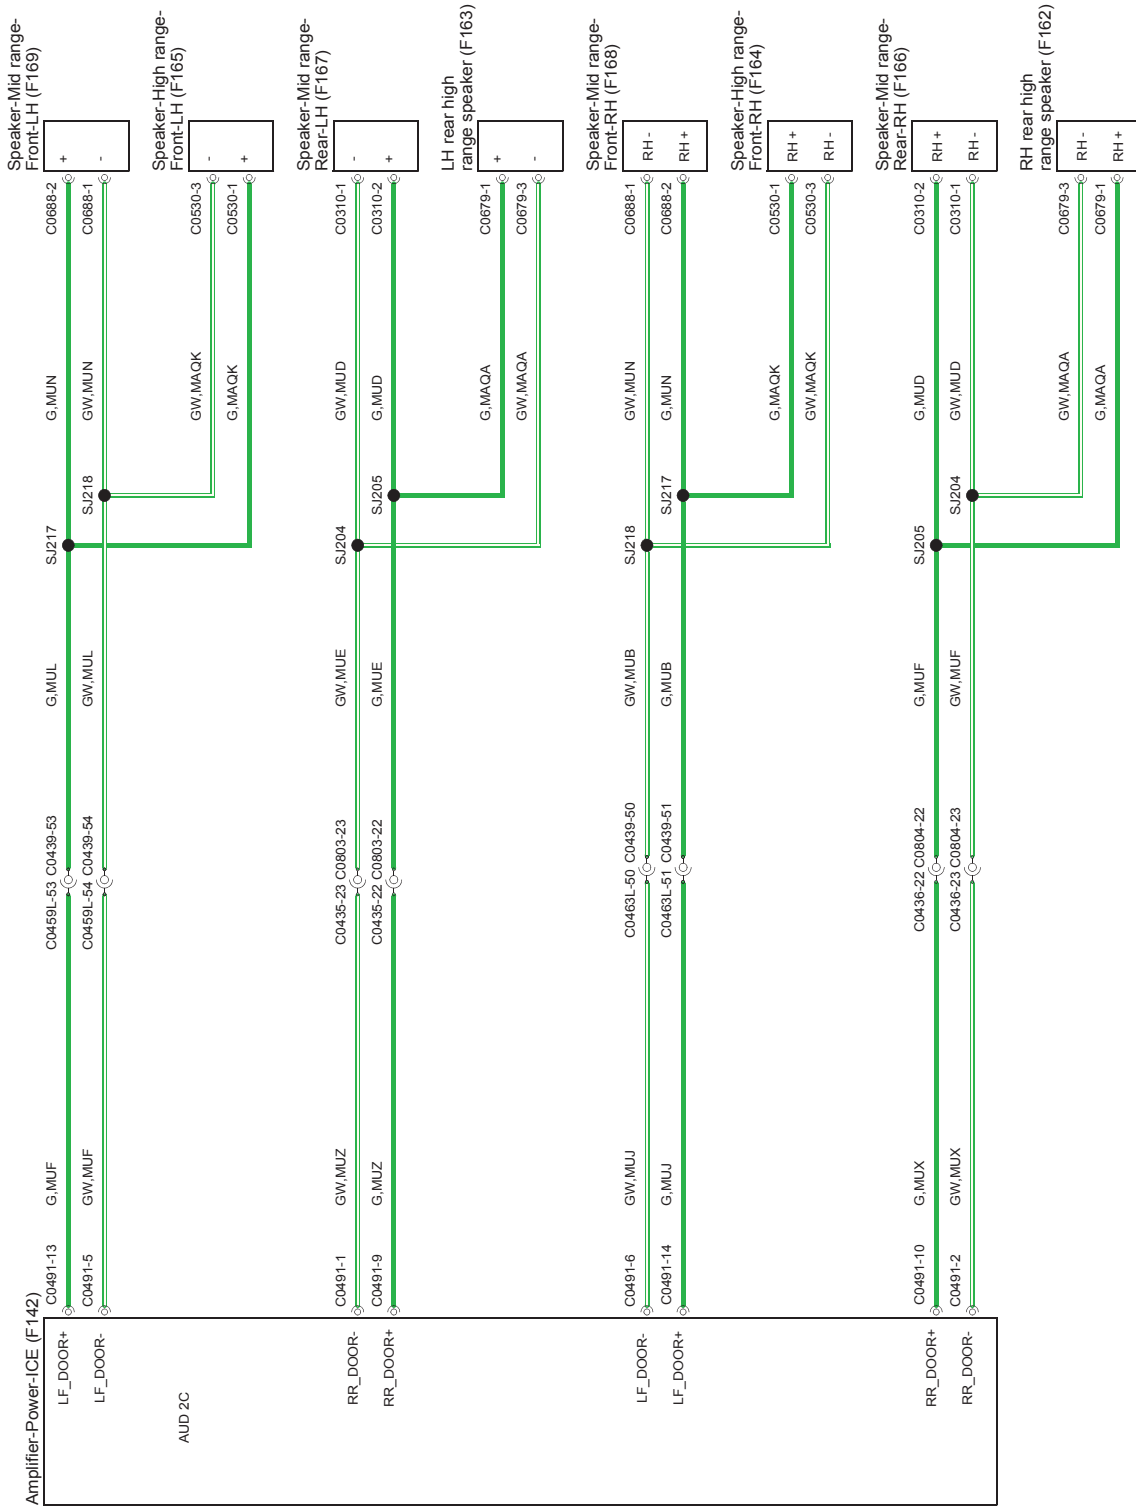 Amplifier-Power-ICE (F142)
AUD 2C
LF_DOOR+
C0491-13
G,MUF
C0459L-53
C0439-53
G,MUL
SJ217
G,MUN
C0688-2
+
Speaker-Mid range-
Front-LH (F169)
LF_DOOR-
C0491-5
GW,MUF
C0459L-54
C0439-54
GW,MUL
SJ218
GW,MUN
C0688-1
-
GW,MAQK
C0530-3
-
Speaker-High range-
Front-LH (F165)
G,MAQK
C0530-1
+
RR_DOOR-
C0491-1
GW,MUZ
C0435-23
C0803-23
GW,MUE
SJ204
GW,MUD
C0310-1
-
Speaker-Mid range-
Rear-LH (F167)
RR_DOOR+
C0491-9
G,MUZ
C0435-22
C0803-22
G,MUE
SJ205
G,MUD
C0310-2
+
G,MAQA
C0679-1
+
LH rear high
range speaker (F163)
GW,MAQA
C0679-3
-
LF_DOOR-
C0491-6
GW,MUJ
C0463L-50
C0439-50
GW,MUB
SJ218
GW,MUN
C0688-1
RH -
Speaker-Mid range-
Front-RH (F168)
LF_DOOR+
C0491-14
G,MUJ
C0463L-51
C0439-51
G,MUB
SJ217
G,MUN
C0688-2
RH +
G,MAQK
C0530-1
RH +
Speaker-High range-
Front-RH (F164)
GW,MAQK
C0530-3
RH -
RR_DOOR+
C0491-10
G,MUX
C0436-22
C0804-22
G,MUF
SJ205
G,MUD
C0310-2
RH +
Speaker-Mid range-
Rear-RH (F166)
RR_DOOR-
C0491-2
GW,MUX
C0436-23
C0804-23
GW,MUF
SJ204
GW,MUD
C0310-1
RH -
GW,MAQA
C0679-3
RH -
RH rear high
range speaker (F162)
G,MAQA
C0679-1
RH +